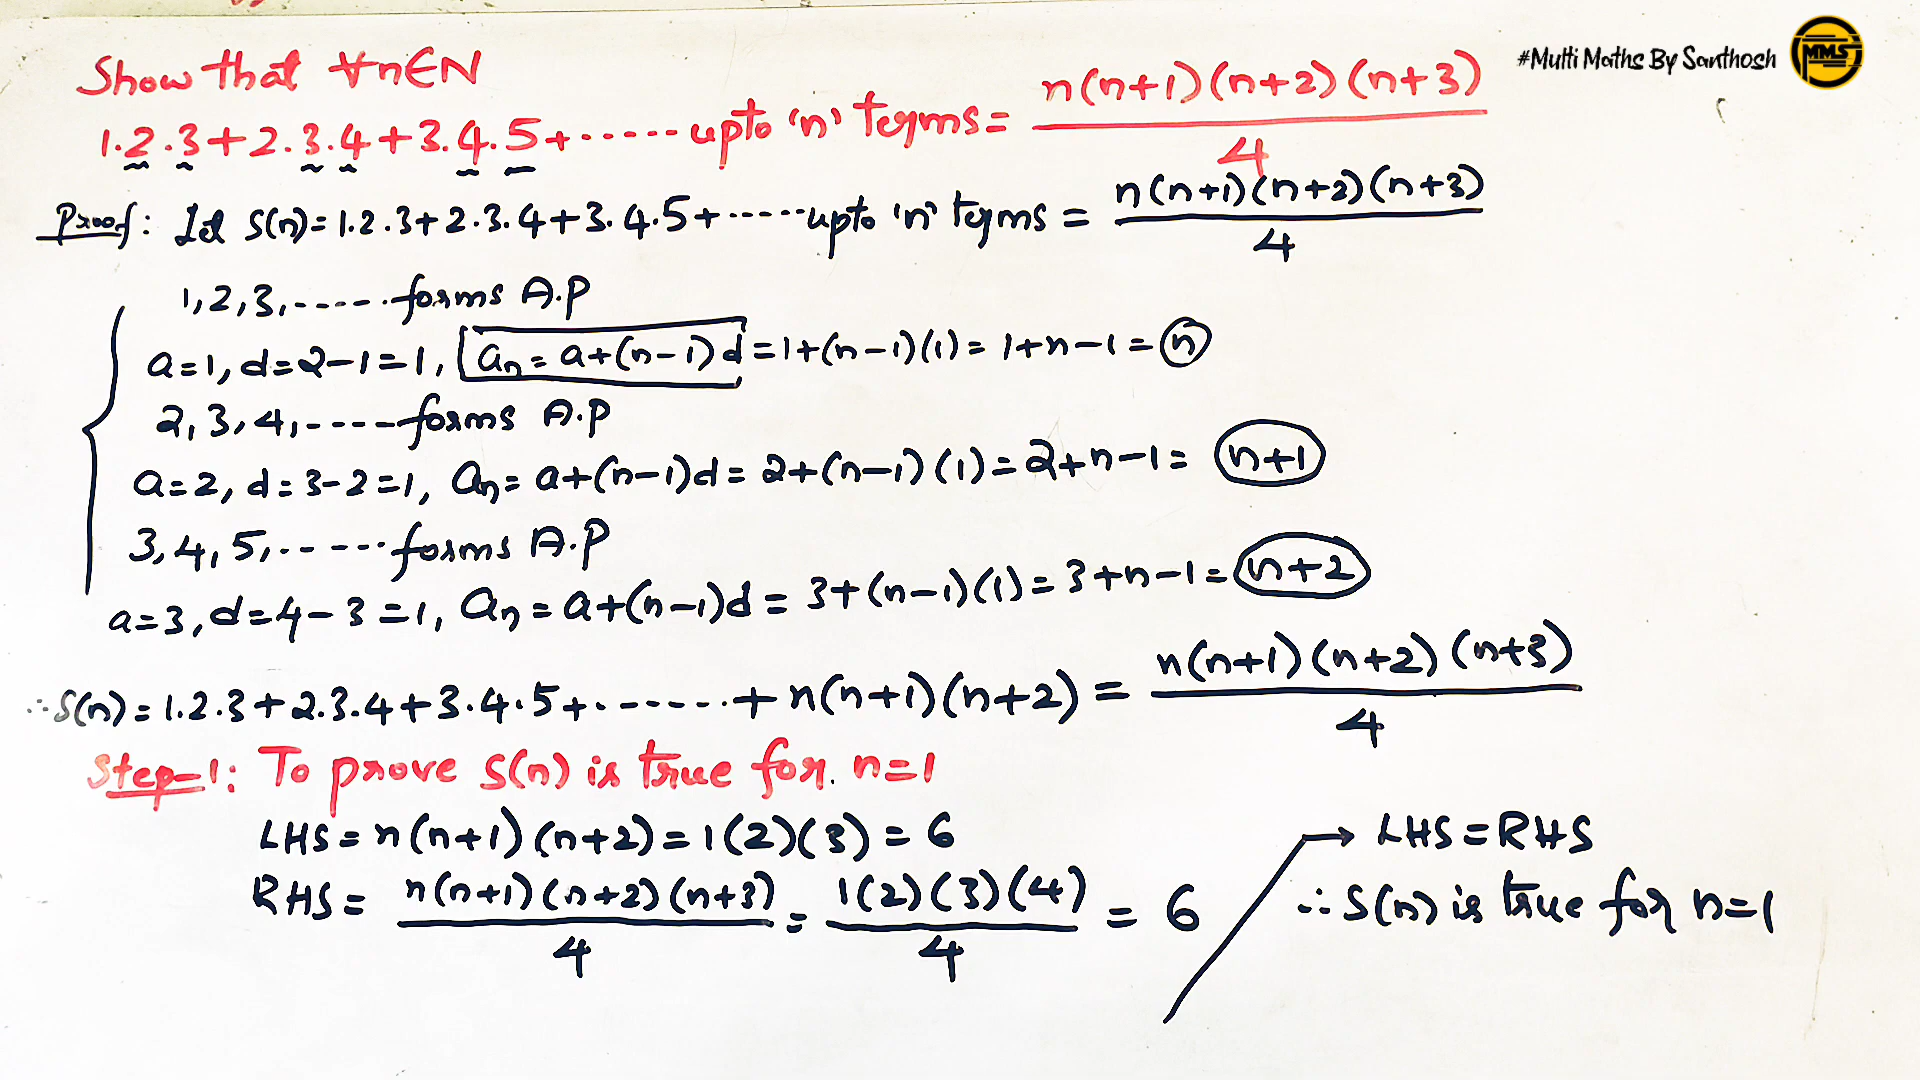 #Multi Maths By Santhosh
MMS
Show that ∀n∈N
1.2.3+2.3.4+3.4.5+......upto 'n' terms= n(n+1)(n+2)(n+3)/4
Proof: Let S(n)=1.2.3+2.3.4+3.4.5+......upto 'n' terms = n(n+1)(n+2)(n+3)/4
1,2,3,......forms A.P
a=1, d=2-1=1, an=a+(n-1)d=1+(n-1)(1)=1+n-1=n
2,3,4,.....forms A.P
a=2, d=3-2=1, an=a+(n-1)d=2+(n-1)(1)=2+n-1=n+1
3,4,5,......forms A.P
a=3, d=4-3=1, an=a+(n-1)d=3+(n-1)(1)=3+n-1=n+2
∴S(n)=1.2.3+2.3.4+3.4.5+.......+n(n+1)(n+2)= n(n+1)(n+2)(n+3)/4
Step-1: To prove S(n) is true for n=1
LHS=n(n+1)(n+2)=1(2)(3)=6
RHS= n(n+1)(n+2)(n+3)/4 = 1(2)(3)(4)/4 = 6
→ LHS=RHS
∴S(n) is true for n=1